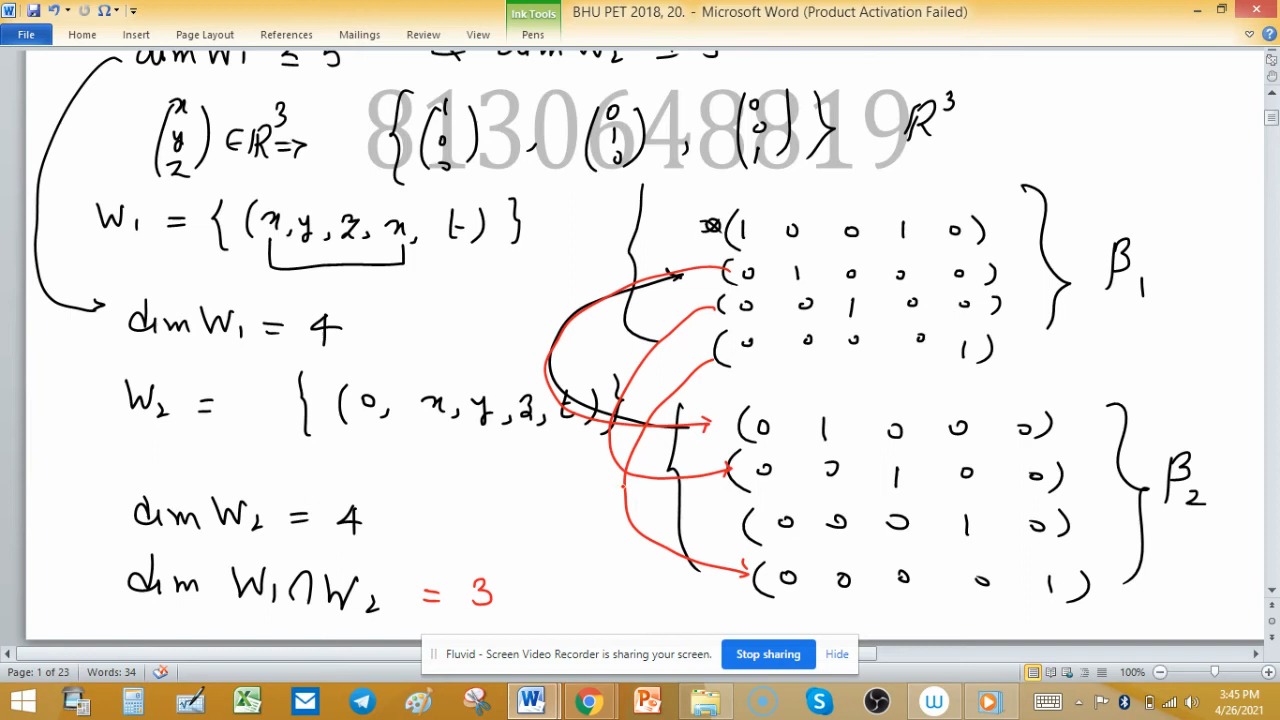 Ink Tools
BHU PET 2018, 20. - Microsoft Word (Product Activation Failed)
File Home Insert Page Layout References Mailings Review View Pens
dim W1 ≤ 5
8130648819
(x y z) ∈ ℝ³ ⇒ { (1 0 0) , (0 1 0) , (0 0 1) } ℝ³
W1 = { (x, y, z, x, t) }
(1 0 0 1 0)
(0 1 0 0 0)
(0 0 1 0 0)
(0 0 0 0 1)
β1
dim W1 = 4
W2 = { (0, x, y, z, t) }
(0 1 0 0 0)
(0 0 1 0 0)
(0 0 0 1 0)
(0 0 0 0 1)
β2
dim W2 = 4
dim W1 ∩ W2 = 3
Fluvid - Screen Video Recorder is sharing your screen. Stop sharing Hide
Page: 1 of 23 Words: 34 100%
3:45 PM
4/26/2021